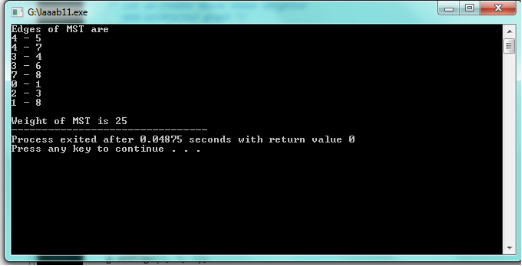 G:\laaab11.exe
Edges of MST are
4 - 5
4 - 7
3 - 4
3 - 6
7 - 8
0 - 1
2 - 3
1 - 8
Weight of MST is 25
--------------------------------
Process exited after 0.04875 seconds with return value 0
Press any key to continue . . .